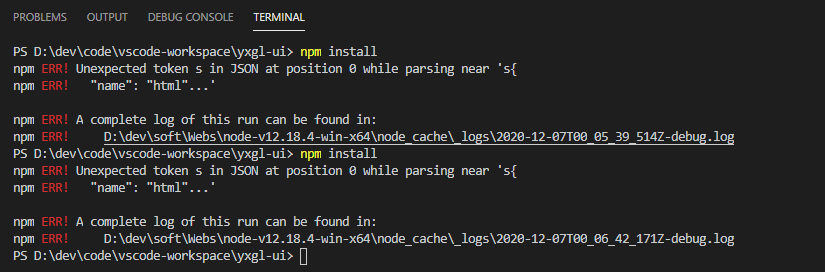 PROBLEMS OUTPUT DEBUG CONSOLE TERMINAL
PS D:\dev\code\vscode-workspace\yxgl-ui> npm install
npm ERR! Unexpected token s in JSON at position 0 while parsing near 's{
npm ERR!   "name": "html"...'
npm ERR! A complete log of this run can be found in:
npm ERR!     D:\dev\soft\Webs\node-v12.18.4-win-x64\node_cache\_logs\2020-12-07T00_05_39_514Z-debug.log
PS D:\dev\code\vscode-workspace\yxgl-ui> npm install
npm ERR! Unexpected token s in JSON at position 0 while parsing near 's{
npm ERR!   "name": "html"...'
npm ERR! A complete log of this run can be found in:
npm ERR!     D:\dev\soft\Webs\node-v12.18.4-win-x64\node_cache\_logs\2020-12-07T00_06_42_171Z-debug.log
PS D:\dev\code\vscode-workspace\yxgl-ui>